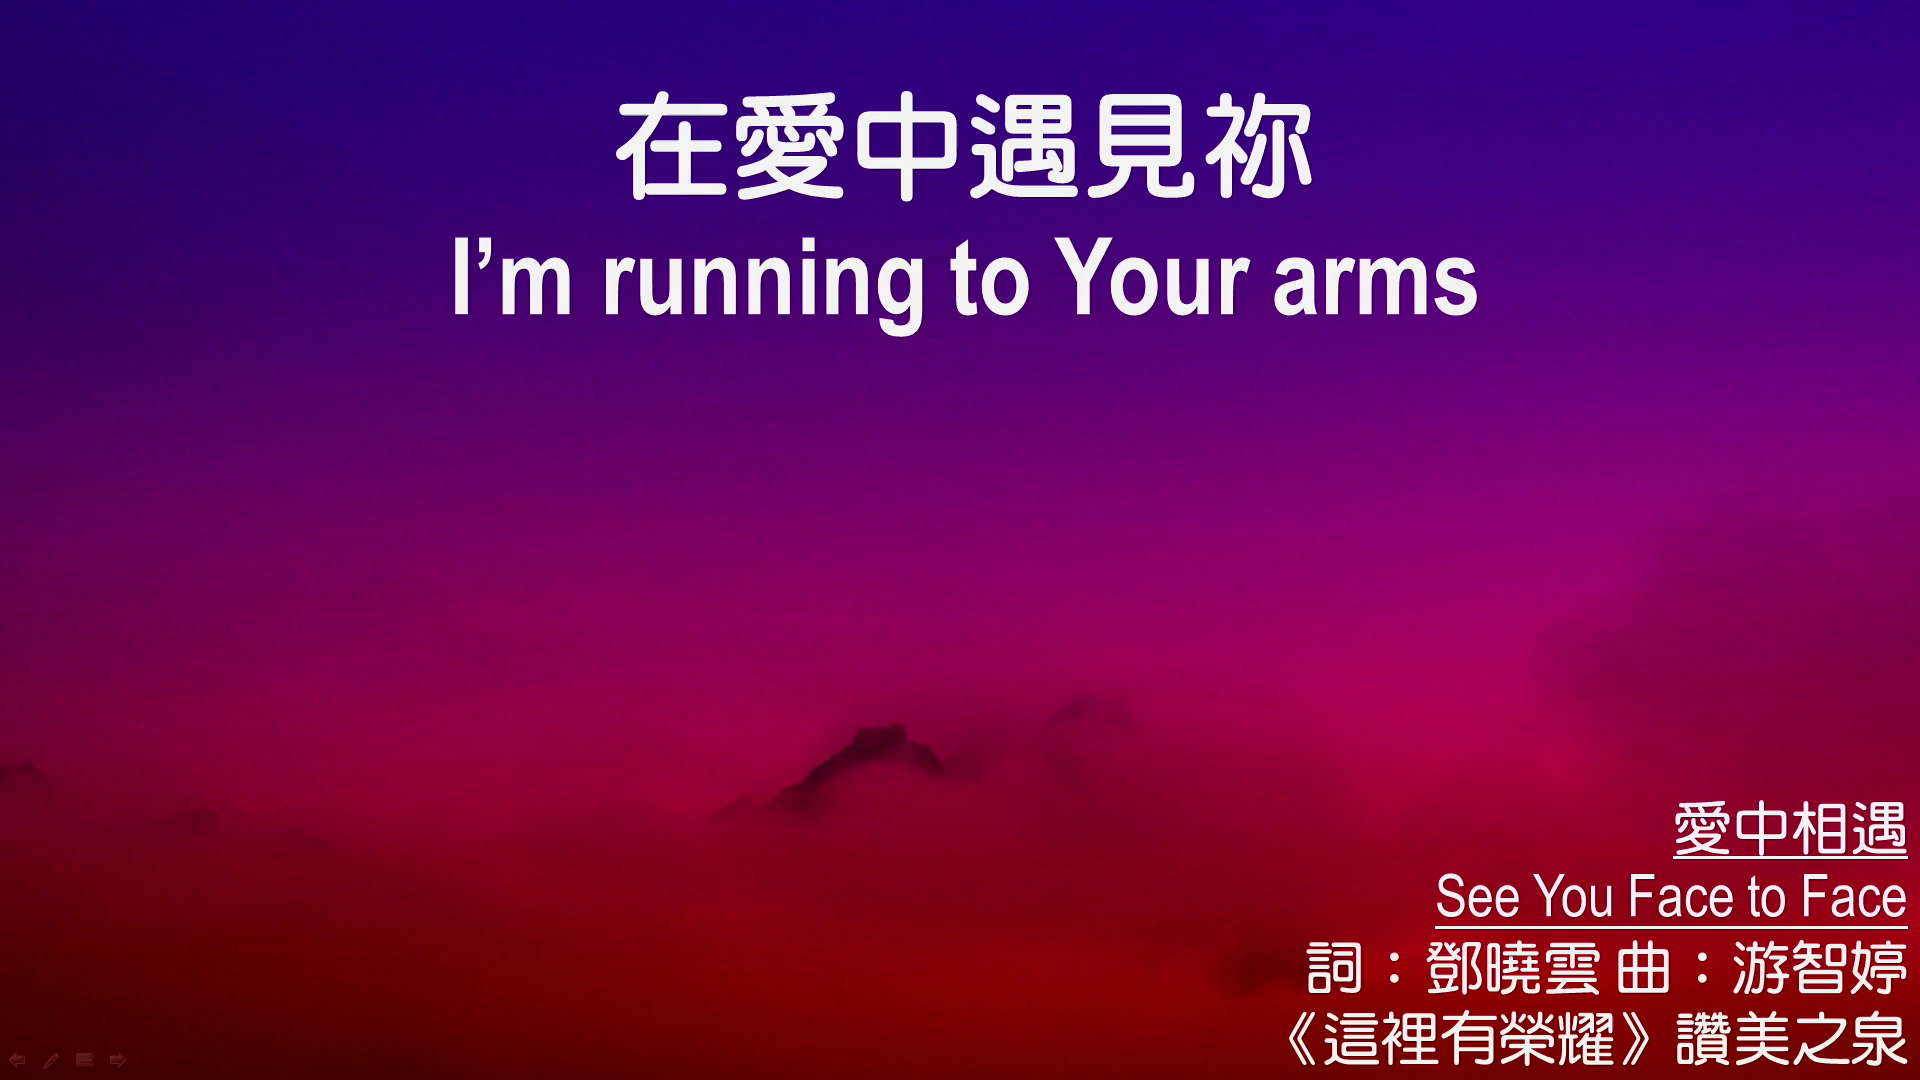 在愛中遇見祢
I’m running to Your arms
愛中相遇
See You Face to Face
詞：鄧曉雲 曲：游智婷
《這裡有榮耀》讚美之泉